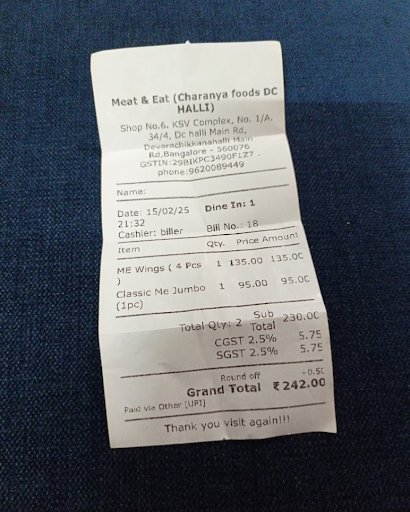 Meat & Eat (Charanya foods DC
HALLI)
Shop No.6, KSV Complex, No. 1/A,
34/4, Dc halli Main Rd,
Devarachikkanahalli Main
Rd,Bangalore - 560076
GSTIN:29BIKPC3490F1Z7
phone:9620089449
Name:
Date: 15/02/25 Dine In: 1
21:32
Cashier: biller Bill No.: 18
Item Qty. Price Amount
ME Wings ( 4 Pcs 1 135.00 135.00
)
Classic Me Jumbo 1 95.00 95.00
(1pc)
Total Qty: 2 Sub 230.00
Total
CGST 2.5% 5.75
SGST 2.5% 5.75
Round off +0.50
Grand Total ₹242.00
Paid via Other [UPI]
Thank you visit again!!!